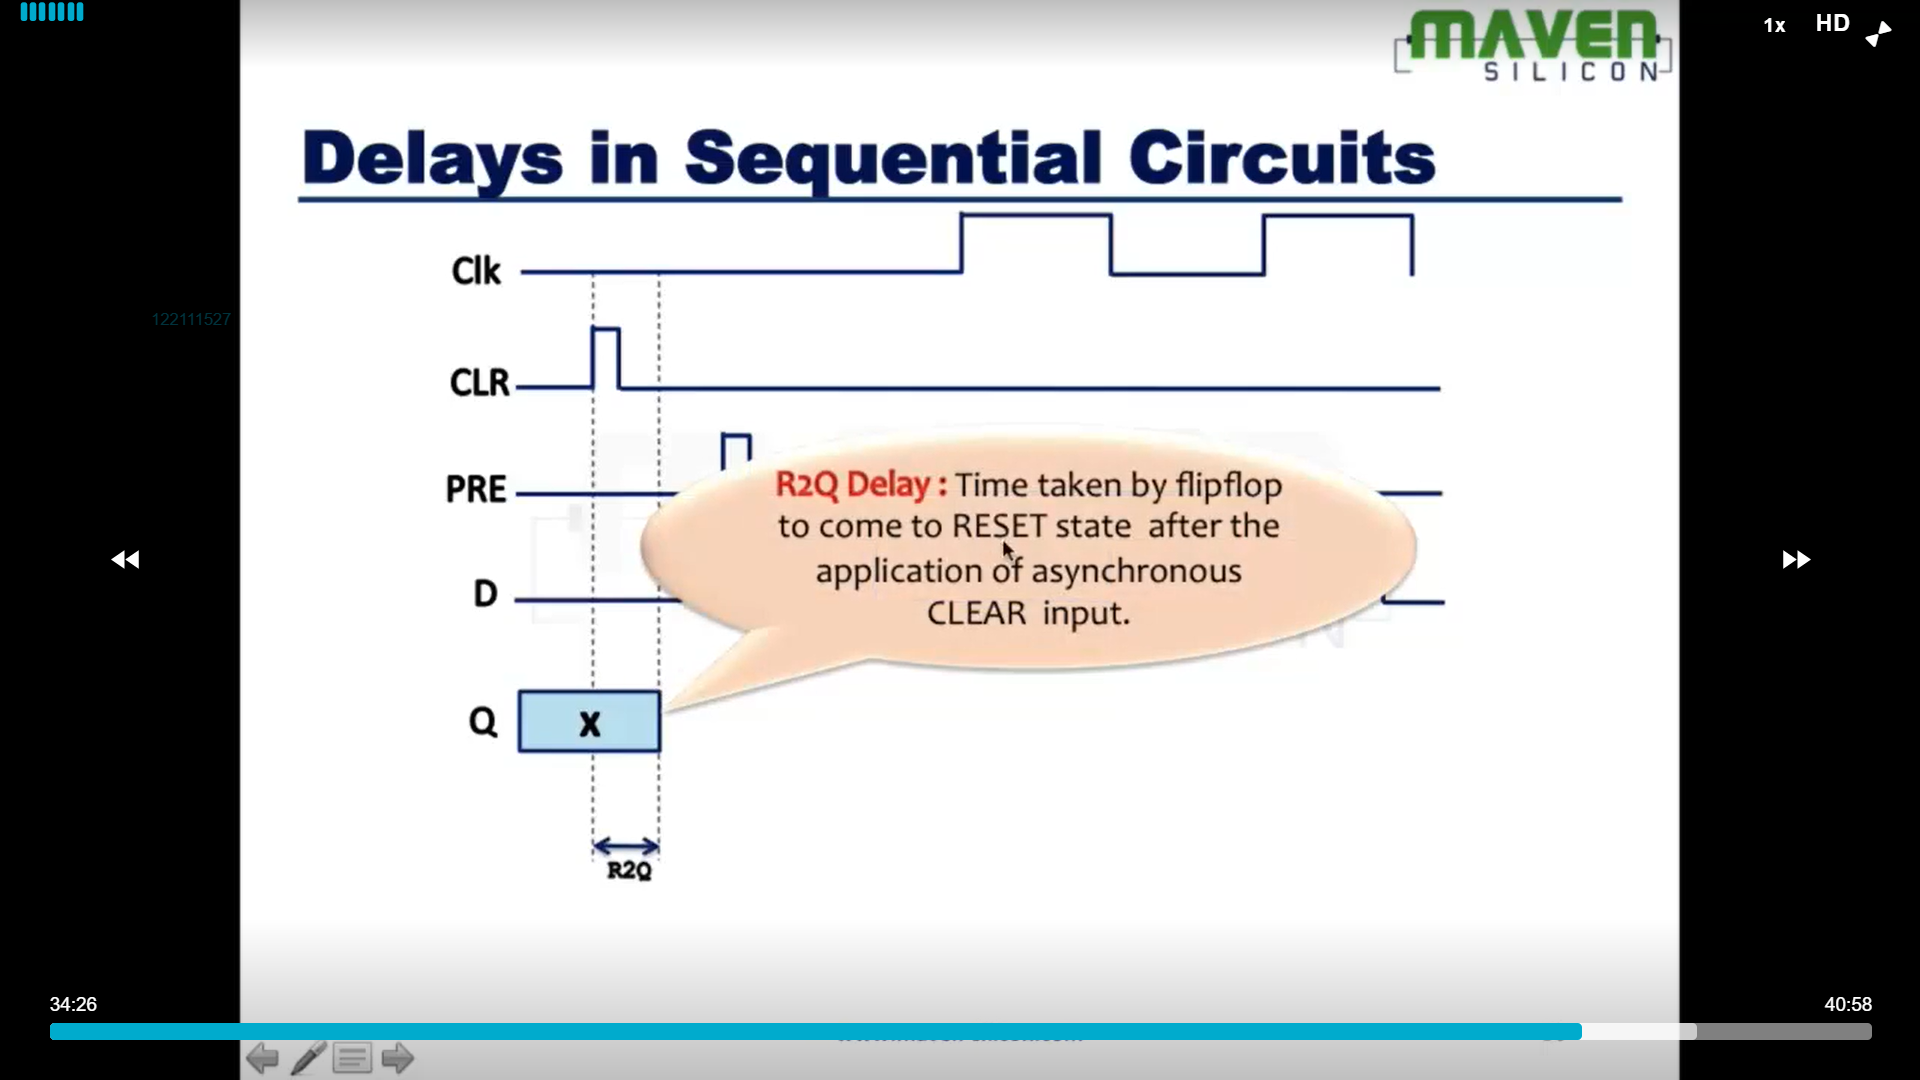 1x HD
MAVEN
SILICON
Delays in Sequential Circuits
Clk
122111527
CLR
PRE
R2Q Delay : Time taken by flipflop
to come to RESET state after the
application of asynchronous
CLEAR input.
D
Q
X
R2Q
34:26
40:58